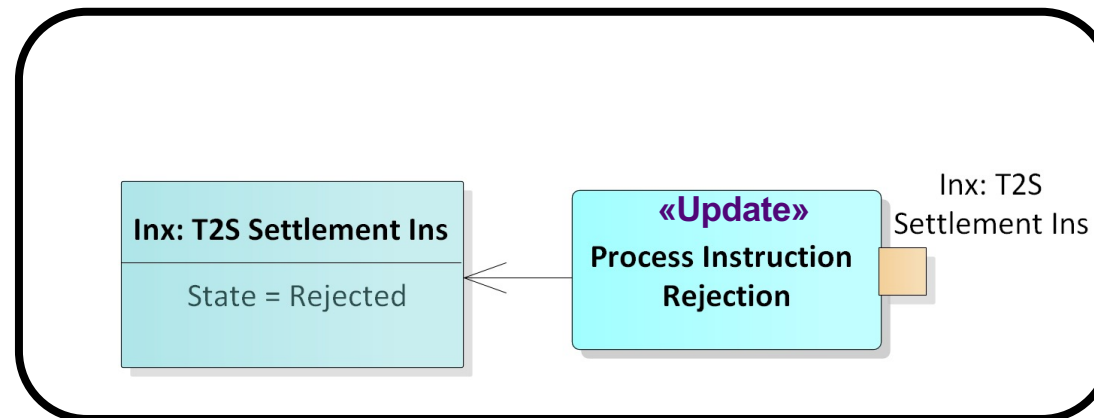 Inx: T2S Settlement Ins
State = Rejected
«Update»
Process Instruction
Rejection
Inx: T2S
Settlement Ins